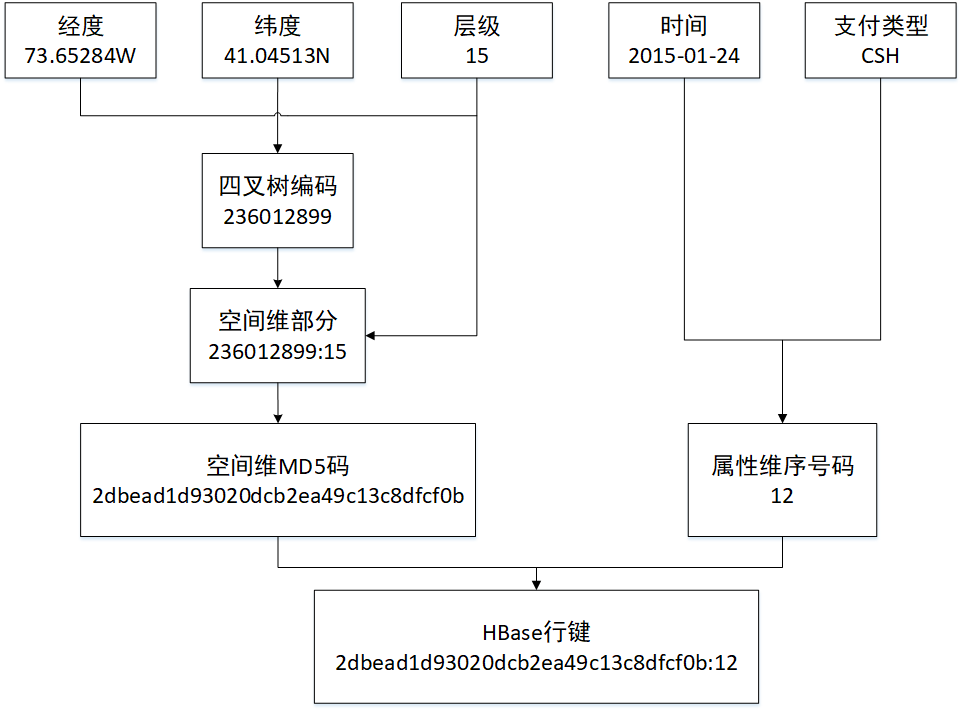 经度
73.65284W
纬度
41.04513N
层级
15
时间
2015-01-24
支付类型
CSH
四叉树编码
236012899
空间维部分
236012899:15
空间维MD5码
2dbead1d93020dcb2ea49c13c8dfcf0b
属性维序号码
12
HBase行键
2dbead1d93020dcb2ea49c13c8dfcf0b:12